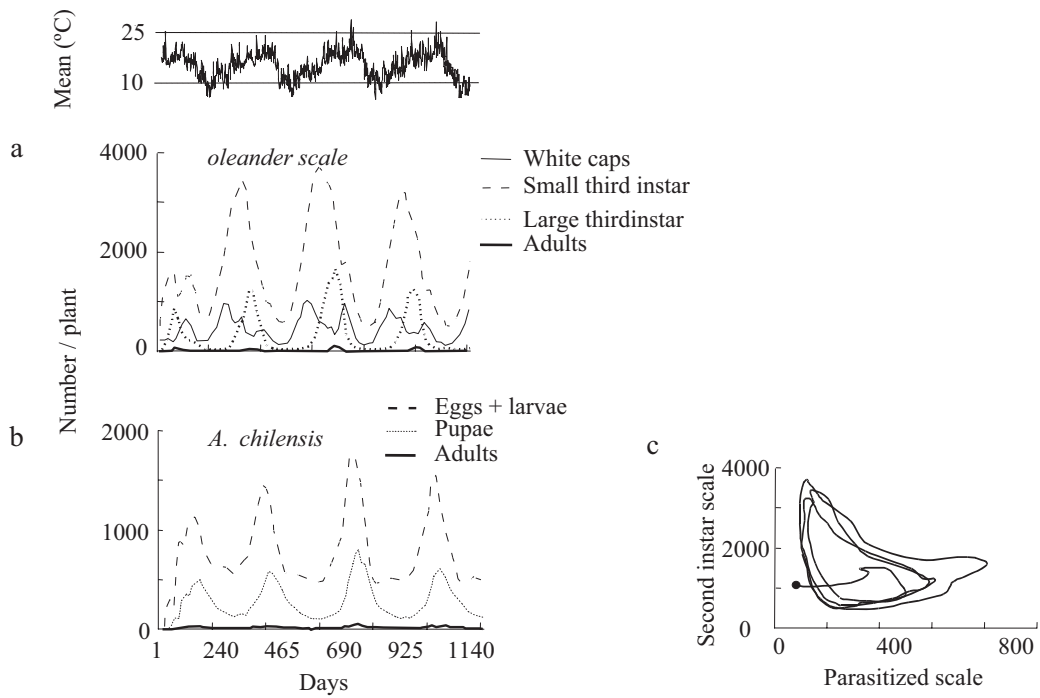 Mean (ºC)
25
10
a
4000
2000
0
oleander scale
White caps
Small third instar
Large thirdinstar
Adults
Number / plant
b
2000
1000
0
A. chilensis
Eggs + larvae
Pupae
Adults
1 240 465 690 925 1140
Days
c
Second instar scale
4000
2000
0
0 400 800
Parasitized scale